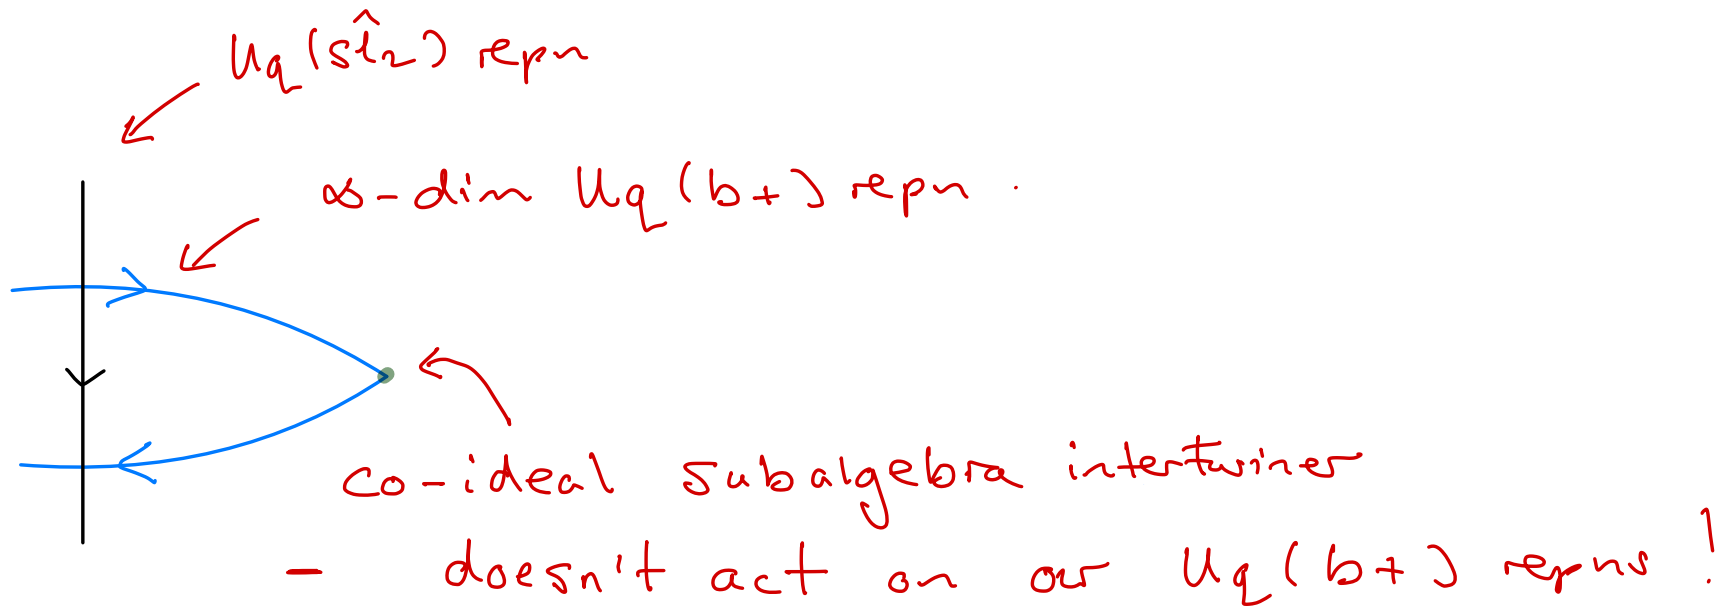 Uq(sl̂2) repn
∞-dim Uq(b+) repn.
co-ideal subalgebra intertwiner
- doesn't act on our Uq(b+) repns!